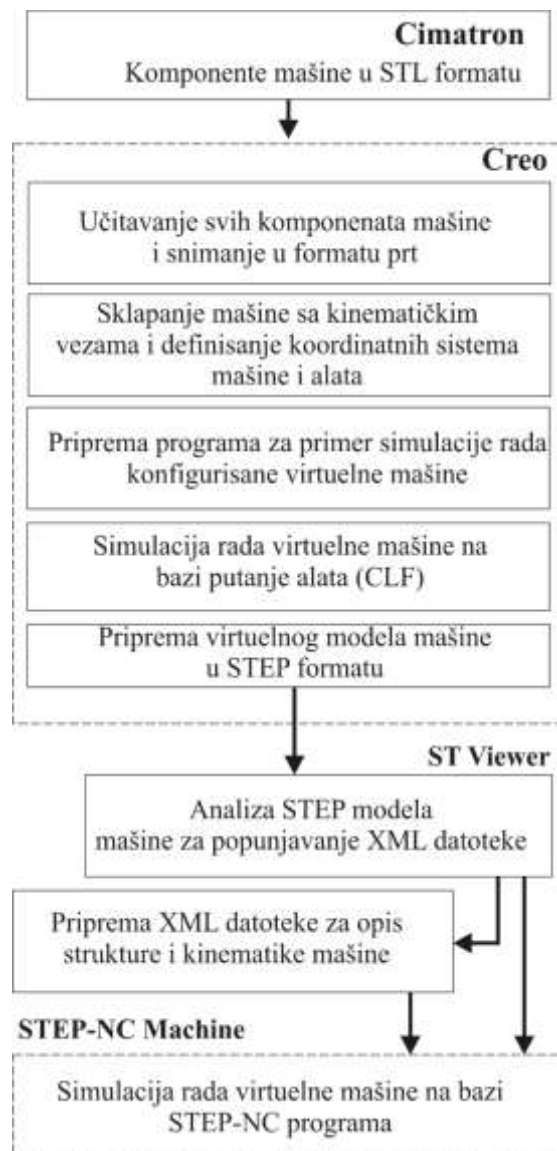 Cimatron
Komponente mašine u STL formatu
Creo
Učitavanje svih komponenata mašine
i snimanje u formatu prt
Sklapanje mašine sa kinematičkim
vezama i definisanje koordinatnih sistema
mašine i alata
Priprema programa za primer simulacije rada
konfigurisane virtuelne mašine
Simulacija rada virtuelne mašine na
bazi putanje alata (CLF)
Priprema virtuelnog modela mašine
u STEP formatu
ST Viewer
Analiza STEP modela
mašine za popunjavanje XML datoteke
Priprema XML datoteke za opis
strukture i kinematike mašine
STEP-NC Machine
Simulacija rada virtuelne mašine na bazi
STEP-NC programa